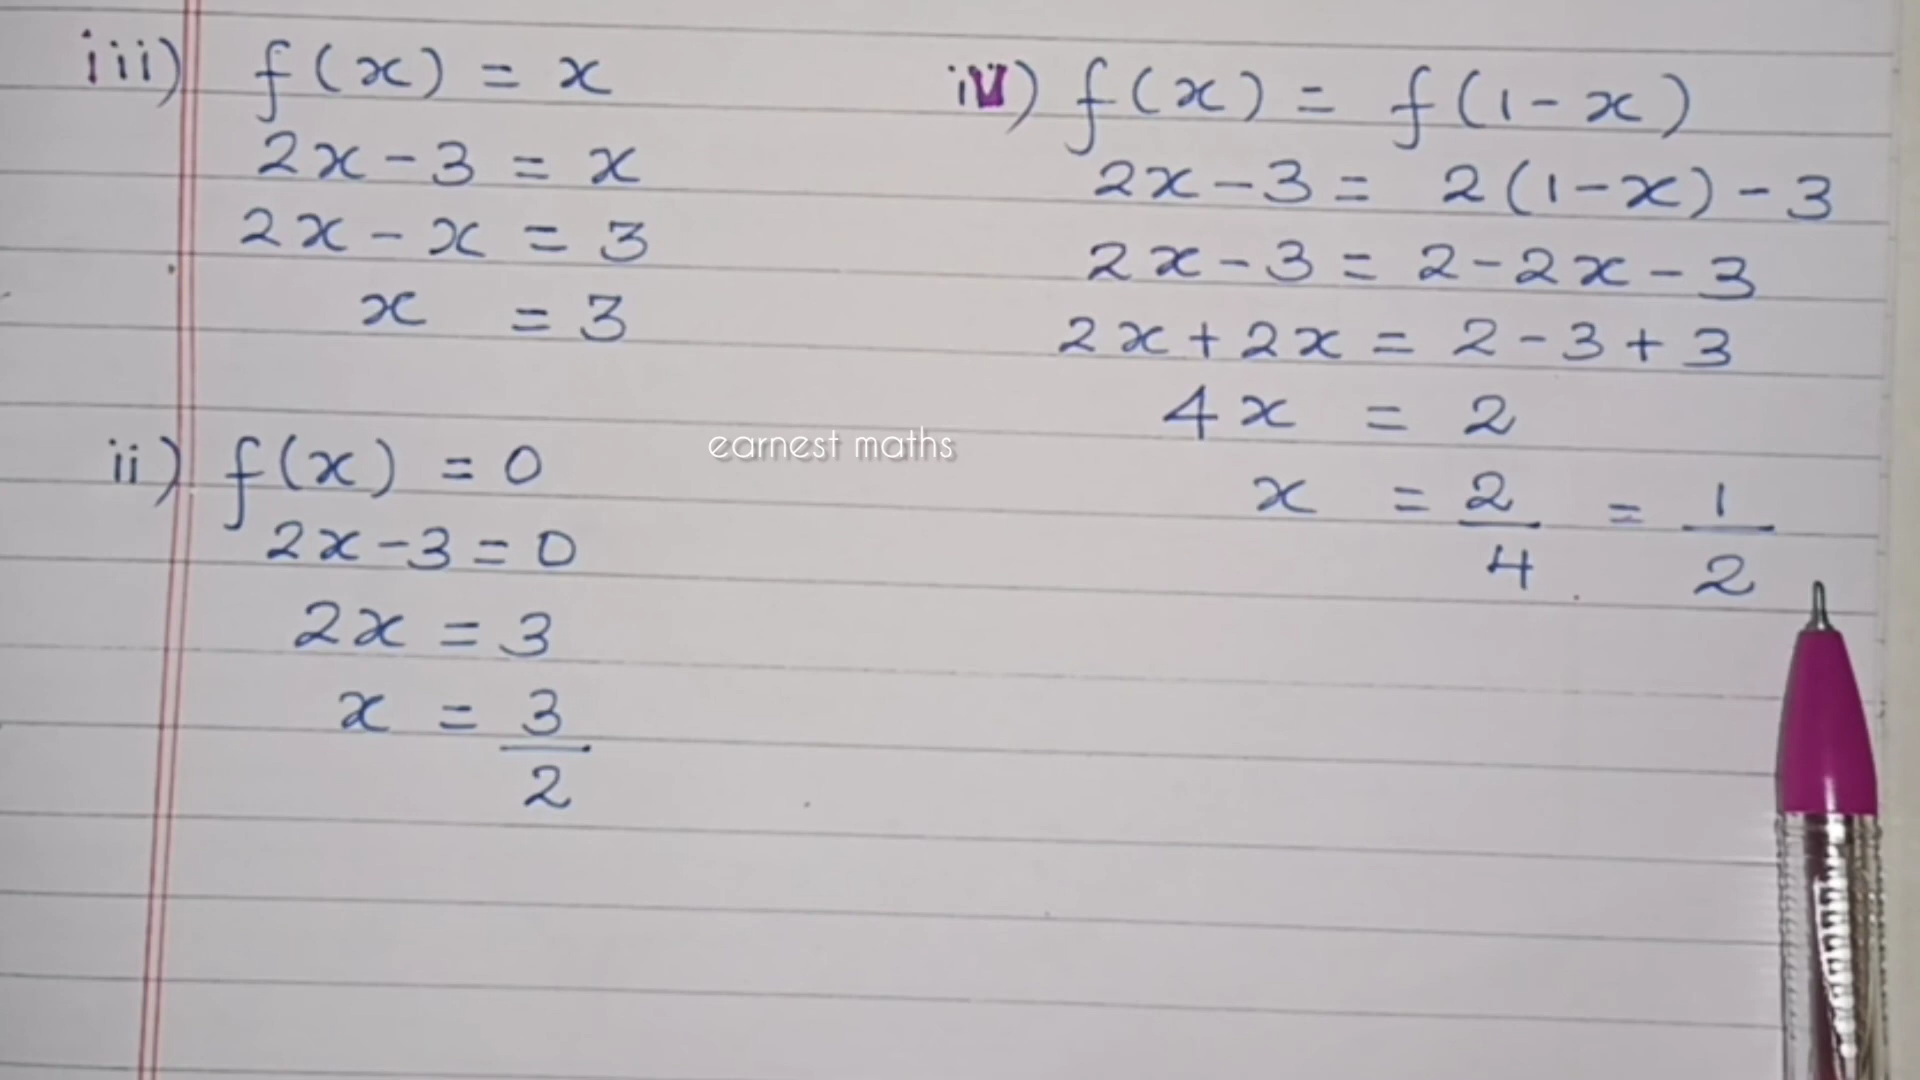 iii) f(x) = x
2x - 3 = x
2x - x = 3
x = 3
ii) f(x) = 0
2x - 3 = 0
2x = 3
x = 3/2
earnest maths
iv) f(x) = f(1 - x)
2x - 3 = 2(1 - x) - 3
2x - 3 = 2 - 2x - 3
2x + 2x = 2 - 3 + 3
4x = 2
x = 2/4 = 1/2